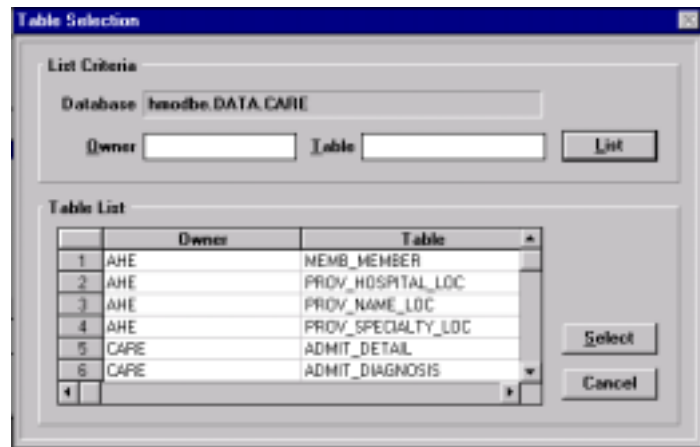 Table Selection
List Criteria
Database hmodbe.DATA.CARE
Owner Table List
Table List
Owner Table
1 AHE MEMB_MEMBER
2 AHE PROV_HOSPITAL_LOC
3 AHE PROV_NAME_LOC
4 AHE PROV_SPECIALTY_LOC
5 CARE ADMIT_DETAIL
6 CARE ADMIT_DIAGNOSIS
Select
Cancel